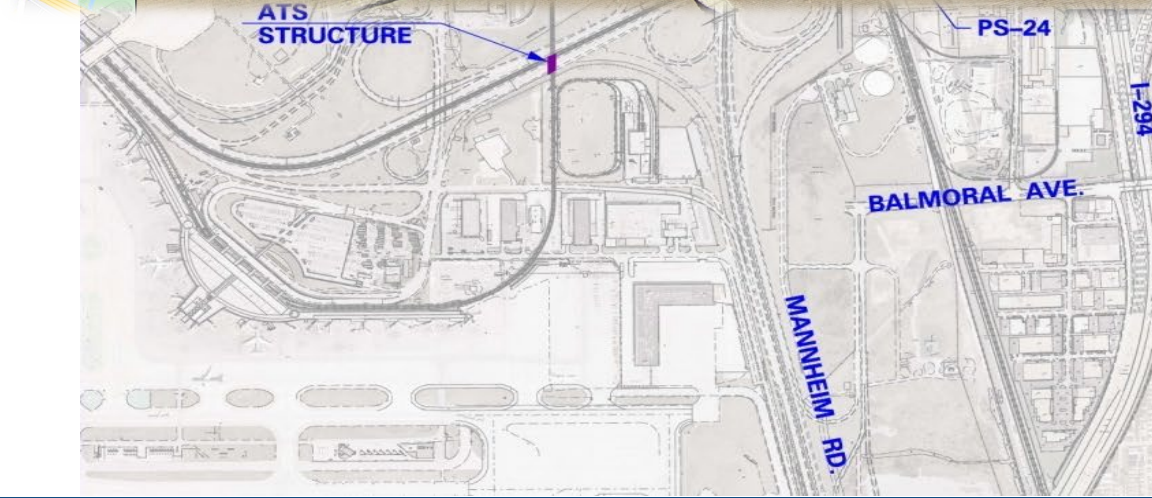 ATS
STRUCTURE
PS–24
I–294
BALMORAL AVE.
MANNHEIM RD.